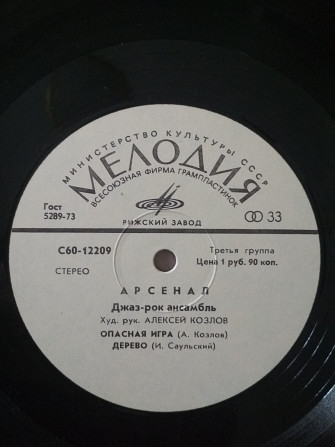 МИНИСТЕРСТВО КУЛЬТУРЫ СССР
МЕЛОДИЯ
ВСЕСОЮЗНАЯ ФИРМА ГРАМПЛАСТИНОК
Гост
5289-73
РИЖСКИЙ ЗАВОД
33
С60-12209
Третья группа
СТЕРЕО
Цена 1 руб. 90 коп.
АРСЕНАЛ
Джаз-рок ансамбль
Худ. рук. АЛЕКСЕЙ КОЗЛОВ
ОПАСНАЯ ИГРА (А. Козлов)
ДЕРЕВО (И. Саульский)